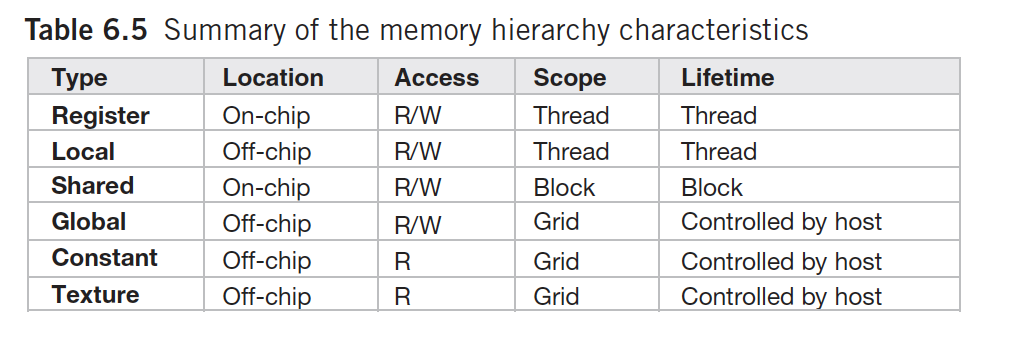 Table 6.5 Summary of the memory hierarchy characteristics
Type Location Access Scope Lifetime
Register On-chip R/W Thread Thread
Local Off-chip R/W Thread Thread
Shared On-chip R/W Block Block
Global Off-chip R/W Grid Controlled by host
Constant Off-chip R Grid Controlled by host
Texture Off-chip R Grid Controlled by host